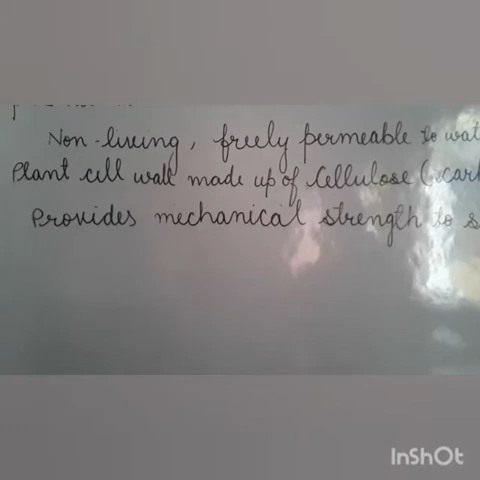 Non-living, freely permeable to wat
Plant cell wall made up of Cellulose (carb
Provides mechanical strength to s
InShOt